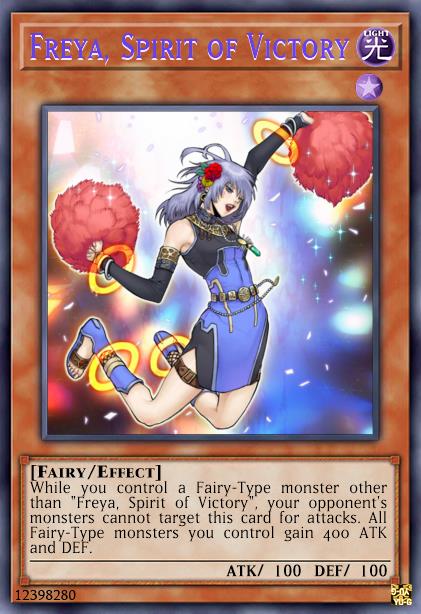 Freya, Spirit of Victory
LIGHT
光
[Fairy/Effect]
While you control a Fairy-Type monster other
than "Freya, Spirit of Victory", your opponent's
monsters cannot target this card for attacks. All
Fairy-Type monsters you control gain 400 ATK
and DEF.
ATK/ 100 DEF/ 100
12398280